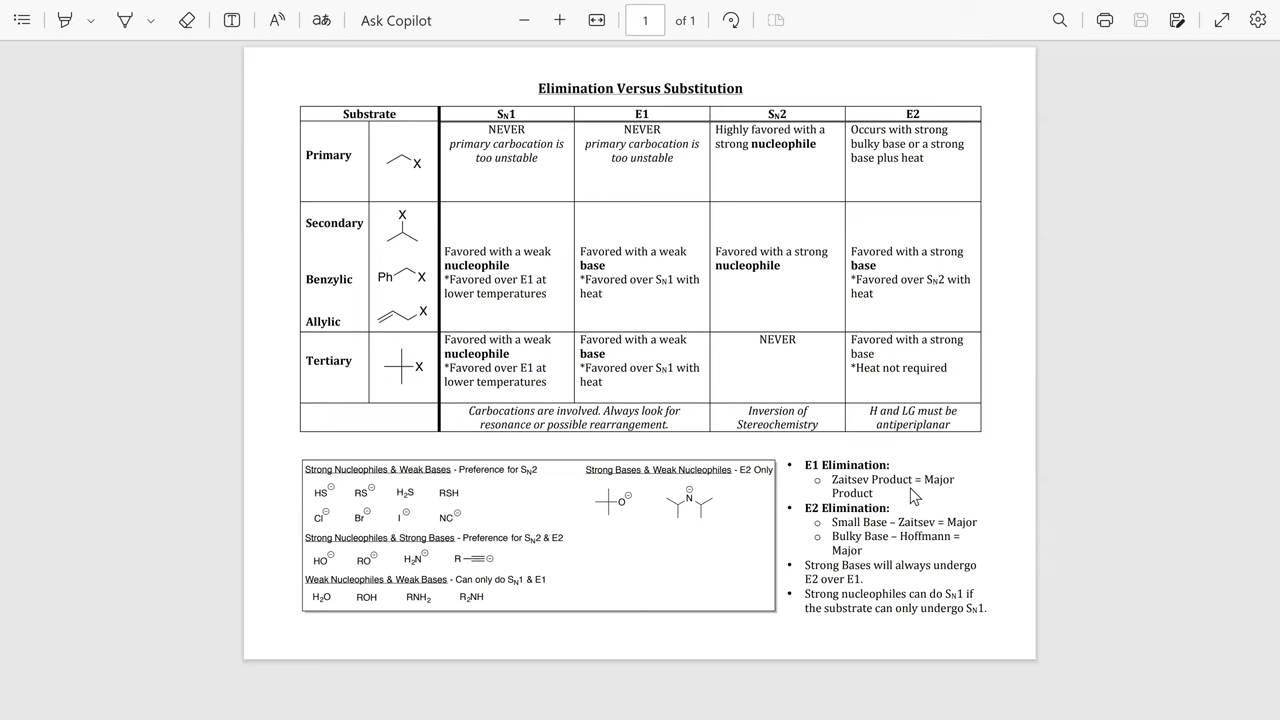 Ask Copilot
1
of 1
Elimination Versus Substitution
Substrate
SN1
E1
SN2
E2
Primary
X
NEVER
primary carbocation is
too unstable
NEVER
primary carbocation is
too unstable
Highly favored with a
strong nucleophile
Occurs with strong
bulky base or a strong
base plus heat
Secondary
X
Benzylic
Ph X
Allylic
X
Favored with a weak
nucleophile
*Favored over E1 at
lower temperatures
Favored with a weak
base
*Favored over SN1 with
heat
Favored with a strong
nucleophile
Favored with a strong
base
*Favored over SN2 with
heat
Tertiary
X
Favored with a weak
nucleophile
*Favored over E1 at
lower temperatures
Favored with a weak
base
*Favored over SN1 with
heat
NEVER
Favored with a strong
base
*Heat not required
Carbocations are involved. Always look for
resonance or possible rearrangement.
Inversion of
Stereochemistry
H and LG must be
antiperiplanar
Strong Nucleophiles & Weak Bases - Preference for SN2
HS⊖ RS⊖ H2S RSH
Cl⊖ Br⊖ I⊖ NC⊖
Strong Bases & Weak Nucleophiles - E2 Only
O⊖ N⊖
Strong Nucleophiles & Strong Bases - Preference for SN2 & E2
HO⊖ RO⊖ H2N⊖ R⊖
Weak Nucleophiles & Weak Bases - Can only do SN1 & E1
H2O ROH RNH2 R2NH
• E1 Elimination:
o Zaitsev Product = Major
Product
• E2 Elimination:
o Small Base – Zaitsev = Major
o Bulky Base – Hoffmann =
Major
• Strong Bases will always undergo
E2 over E1.
• Strong nucleophiles can do SN1 if
the substrate can only undergo SN1.